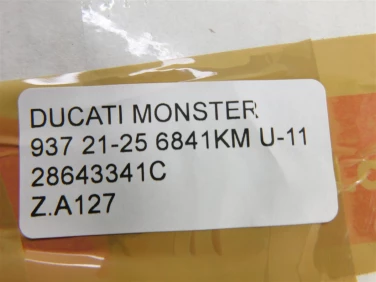 DUCATI MONSTER
937 21-25 6841KM U-11
28643341C
Z.A127